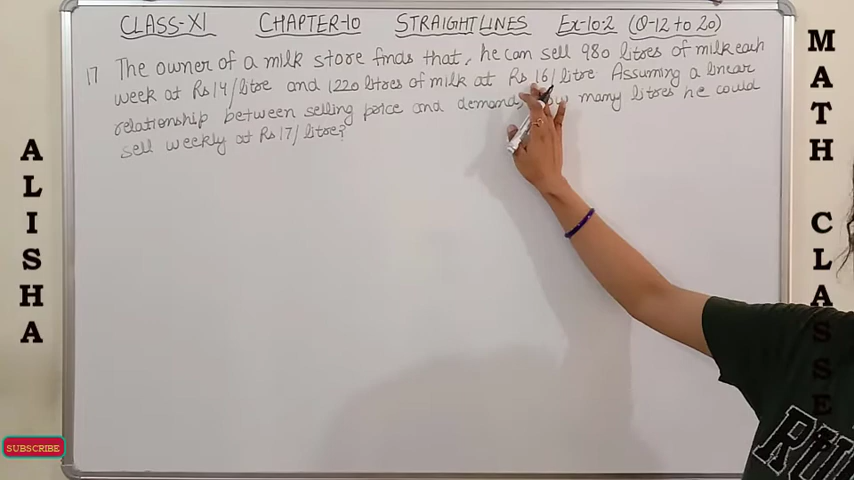 CLASS-XI CHAPTER-10 STRAIGHT LINES Ex-10.2 (Q-12 to 20)
17 The owner of a milk store finds that, he can sell 980 litres of milk each
week at Rs 14/litre and 1220 litres of milk at Rs 16/litre Assuming a linear
relationship between selling price and demand, many litres he could
sell weekly at Rs 17/litre?
ALISHA
MATH CLASSES
SUBSCRIBE